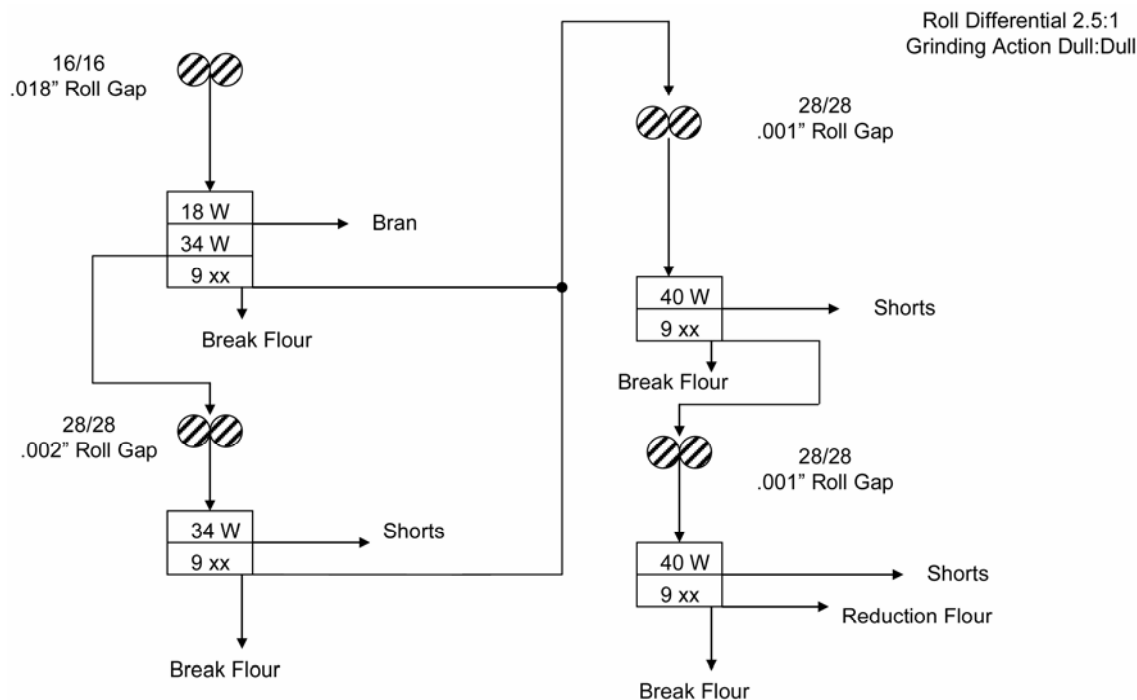 Roll Differential 2.5:1
Grinding Action Dull:Dull
16/16
.018” Roll Gap
18 W
34 W
9 xx
Bran
Break Flour
28/28
.002” Roll Gap
34 W
9 xx
Shorts
Break Flour
28/28
.001” Roll Gap
40 W
9 xx
Shorts
Break Flour
28/28
.001” Roll Gap
40 W
9 xx
Shorts
Reduction Flour
Break Flour